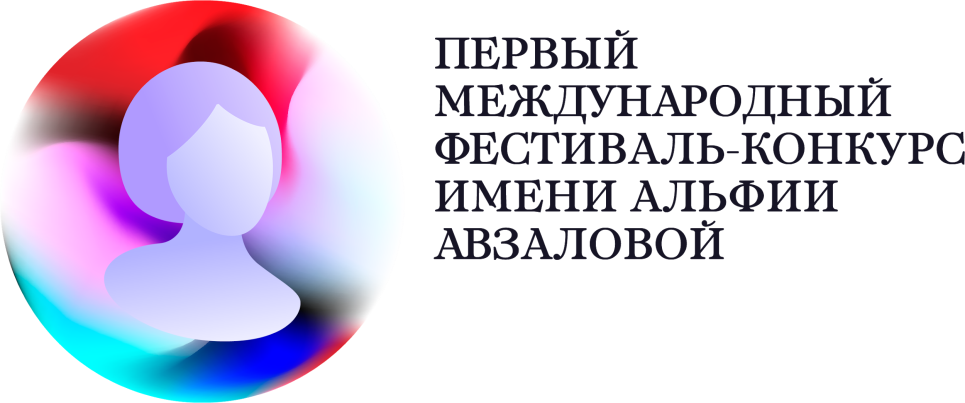 ПЕРВЫЙ
МЕЖДУНАРОДНЫЙ
ФЕСТИВАЛЬ-КОНКУРС
ИМЕНИ АЛЬФИИ
АВЗАЛОВОЙ